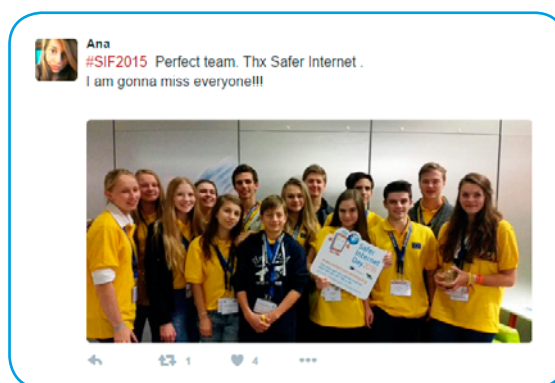 Ana
#SIF2015 Perfect team. Thx Safer Internet .
I am gonna miss everyone!!!
Safer
Internet
Day
1
4